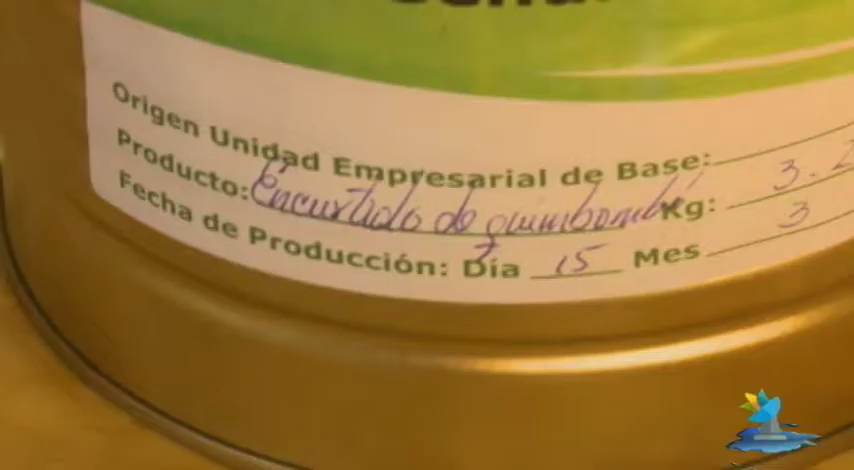 Origen Unidad Empresarial de Base:
Producto: Encurtido de quimbombó Kg: 3.2
Fecha de Producción: Día 15 Mes 3